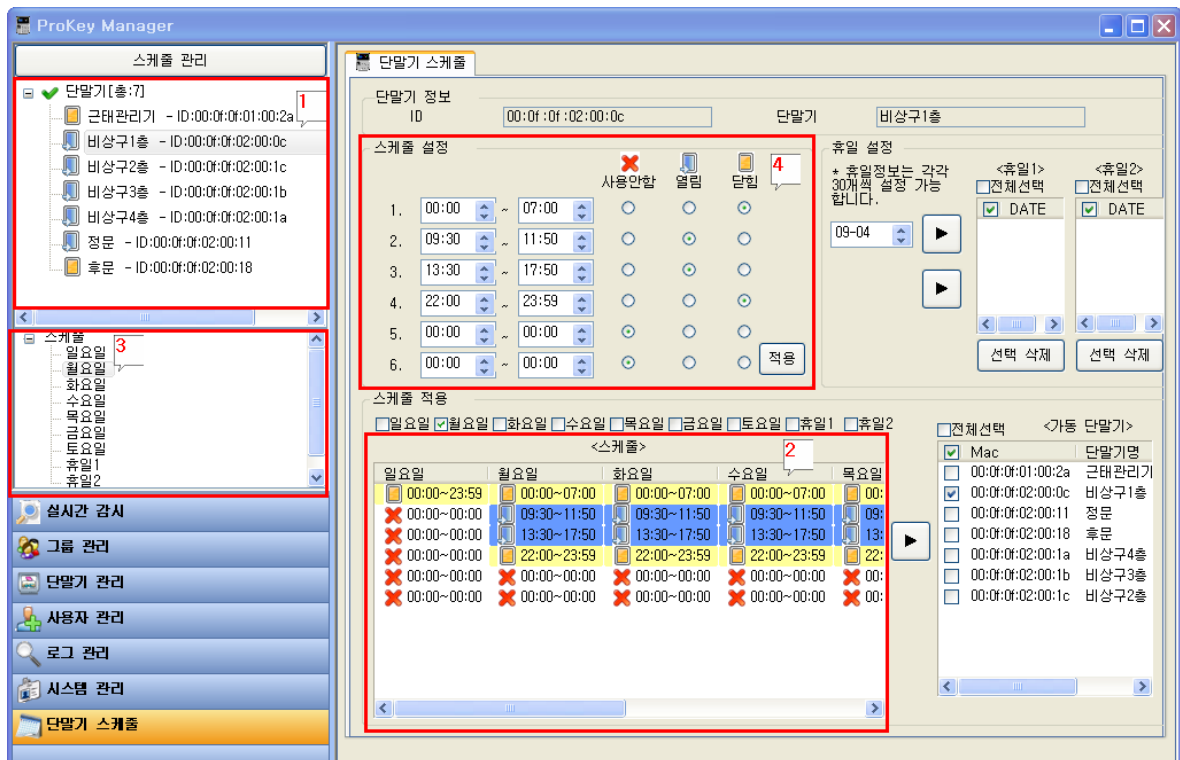 ProKey Manager
스케줄 관리
단말기[총:7]
1
근태관리기 - ID:00:0f:0f:01:00:2a
비상구1층 - ID:00:0f:0f:02:00:0c
비상구2층 - ID:00:0f:0f:02:00:1c
비상구3층 - ID:00:0f:0f:02:00:1b
비상구4층 - ID:00:0f:0f:02:00:1a
정문 - ID:00:0f:0f:02:00:11
후문 - ID:00:0f:0f:02:00:18
스케줄
3
일요일
월요일
화요일
수요일
목요일
금요일
토요일
휴일1
휴일2
실시간 감시
그룹 관리
단말기 관리
사용자 관리
로그 관리
시스템 관리
단말기 스케줄
단말기 스케줄
단말기 정보
ID 00:0f:0f:02:00:0c 단말기 비상구1층
스케줄 설정
사용안함 열림 닫힘 4
1. 00:00 ~ 07:00
2. 09:30 ~ 11:50
3. 13:30 ~ 17:50
4. 22:00 ~ 23:59
5. 00:00 ~ 00:00
6. 00:00 ~ 00:00
적용
휴일 설정
* 휴일정보는 각각
30개씩 설정 가능
합니다.
09-04
<휴일1> <휴일2>
전체선택 전체선택
DATE DATE
선택 삭제 선택 삭제
스케줄 적용
일요일 월요일 화요일 수요일 목요일 금요일 토요일 휴일1 휴일2
<스케줄>
2
일요일 월요일 화요일 수요일 목요일
00:00~23:59 00:00~07:00 00:00~07:00 00:00~07:00 00:
00:00~00:00 09:30~11:50 09:30~11:50 09:30~11:50 09:
00:00~00:00 13:30~17:50 13:30~17:50 13:30~17:50 13:
00:00~00:00 22:00~23:59 22:00~23:59 22:00~23:59 22:
00:00~00:00 00:00~00:00 00:00~00:00 00:00~00:00 00:
00:00~00:00 00:00~00:00 00:00~00:00 00:00~00:00 00:
전체선택 <가동 단말기>
Mac 단말기명
00:0f:0f:01:00:2a 근태관리기
00:0f:0f:02:00:0c 비상구1층
00:0f:0f:02:00:11 정문
00:0f:0f:02:00:18 후문
00:0f:0f:02:00:1a 비상구4층
00:0f:0f:02:00:1b 비상구3층
00:0f:0f:02:00:1c 비상구2층